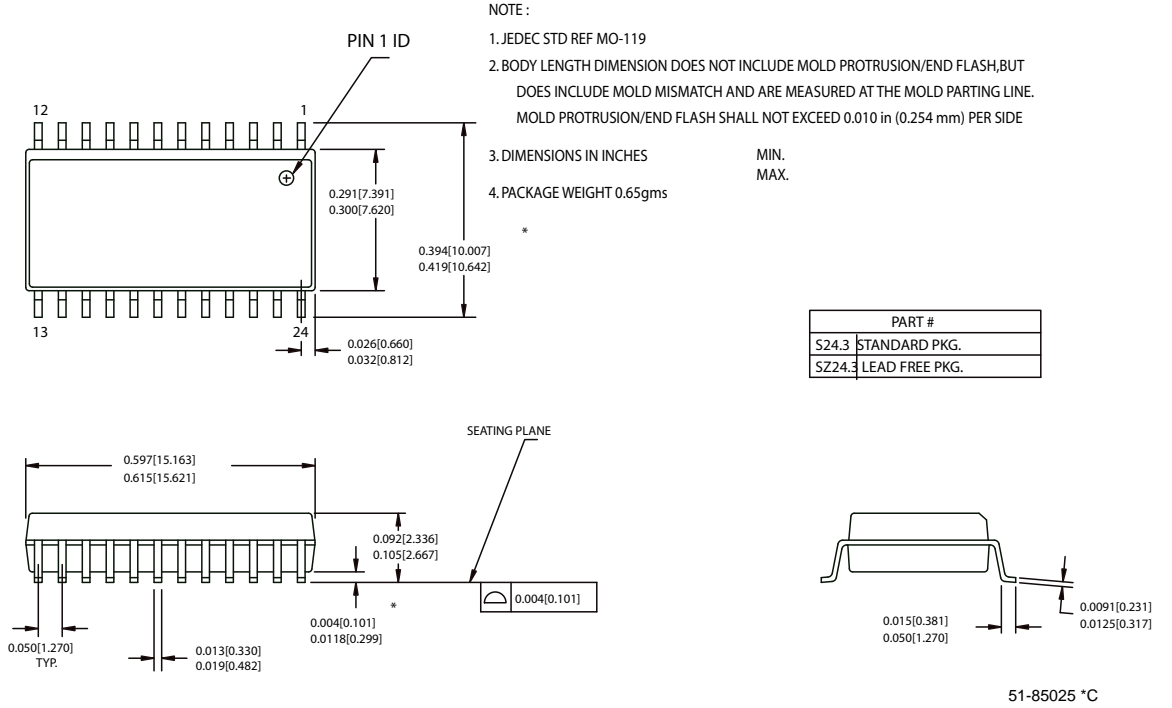 NOTE :
1. JEDEC STD REF MO-119
2. BODY LENGTH DIMENSION DOES NOT INCLUDE MOLD PROTRUSION/END FLASH,BUT
DOES INCLUDE MOLD MISMATCH AND ARE MEASURED AT THE MOLD PARTING LINE.
MOLD PROTRUSION/END FLASH SHALL NOT EXCEED 0.010 in (0.254 mm) PER SIDE
3. DIMENSIONS IN INCHES MIN.
MAX.
4. PACKAGE WEIGHT 0.65gms
*
PIN 1 ID
12 1
0.291[7.391]
0.300[7.620]
0.394[10.007]
0.419[10.642]
13 24
0.026[0.660]
0.032[0.812]
PART #
S24.3 STANDARD PKG.
SZ24.3 LEAD FREE PKG.
SEATING PLANE
0.597[15.163]
0.615[15.621]
0.092[2.336]
0.105[2.667]
*
0.004[0.101]
0.004[0.101]
0.0118[0.299]
0.050[1.270]
TYP.
0.013[0.330]
0.019[0.482]
0.015[0.381]
0.050[1.270]
0.0091[0.231]
0.0125[0.317]
51-85025 *C